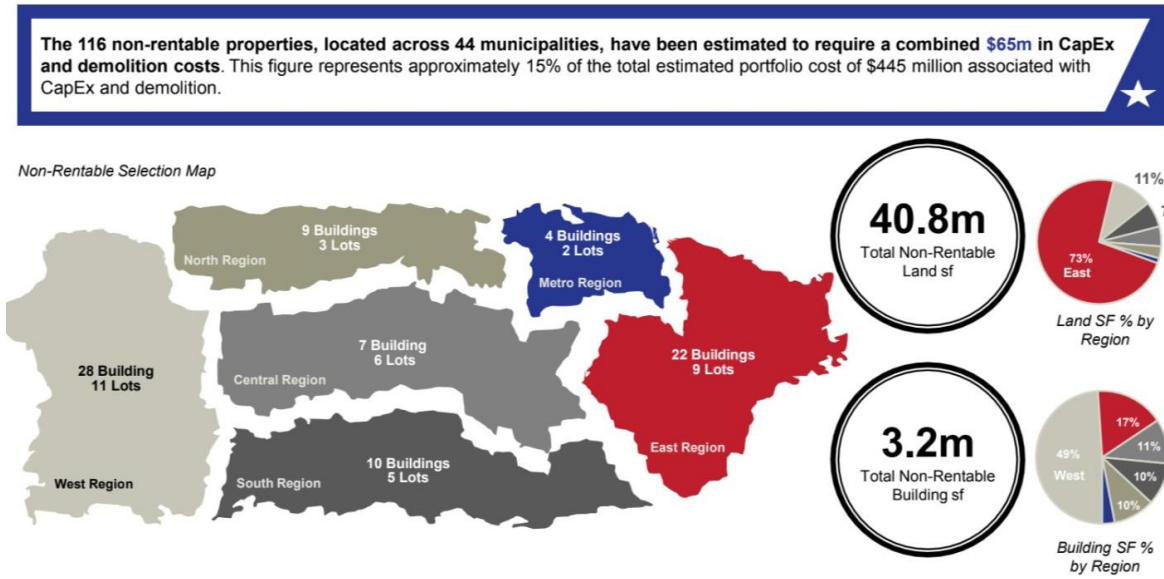 The 116 non-rentable properties, located across 44 municipalities, have been estimated to require a combined $65m in CapEx
and demolition costs. This figure represents approximately 15% of the total estimated portfolio cost of $445 million associated with
CapEx and demolition.
Non-Rentable Selection Map
9 Buildings
3 Lots
North Region
4 Buildings
2 Lots
Metro Region
7 Building
6 Lots
Central Region
22 Buildings
9 Lots
East Region
28 Building
11 Lots
West Region
10 Buildings
5 Lots
South Region
40.8m
Total Non-Rentable
Land sf
11%
73%
East
Land SF % by
Region
3.2m
Total Non-Rentable
Building sf
17%
11%
10%
10%
49%
West
Building SF %
by Region